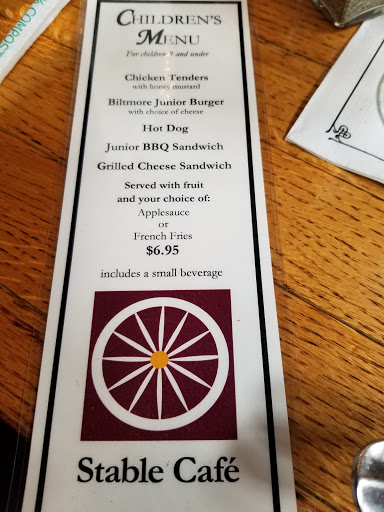 COMPOST
CHILDREN'S
MENU
For children 9 and under
Chicken Tenders
with honey mustard
Biltmore Junior Burger
with choice of cheese
Hot Dog
Junior BBQ Sandwich
Grilled Cheese Sandwich
Served with fruit
and your choice of:
Applesauce
or
French Fries
$6.95
includes a small beverage
Stable Café